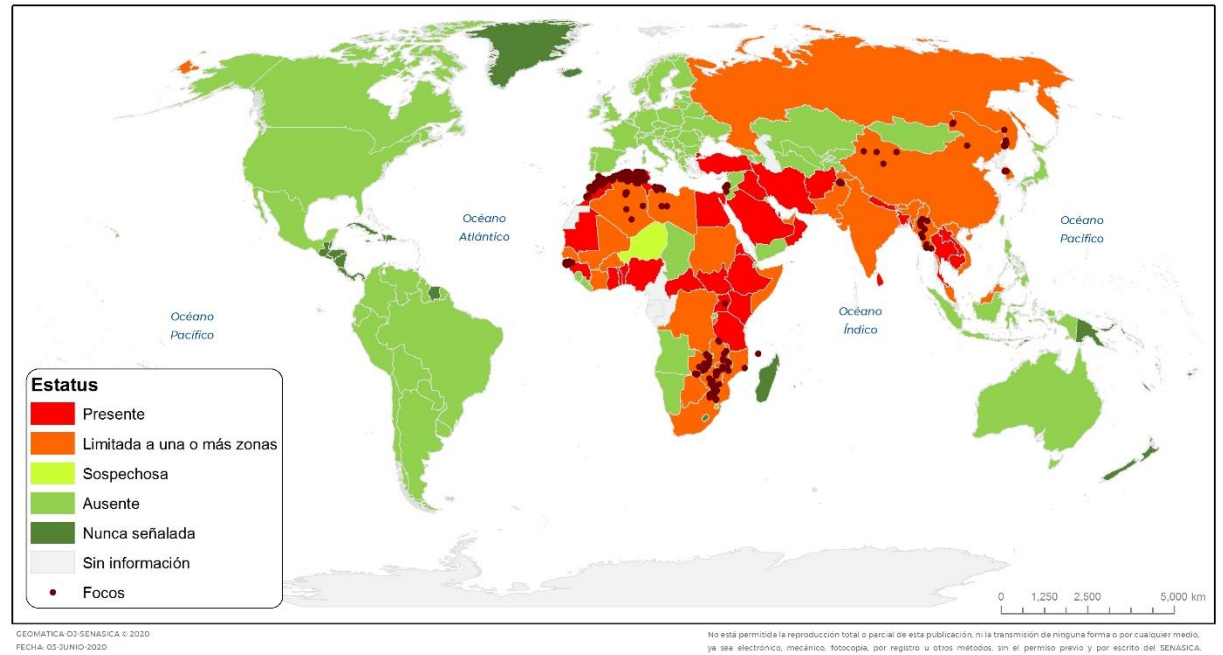 Océano
Atlántico
Océano
Pacífico
Océano
Pacífico
Océano
Índico
Estatus
Presente
Limitada a una o más zonas
Sospechosa
Ausente
Nunca señalada
Sin información
Focos
0 1,250 2,500 5,000 km
GEOMATICA-DJ-SENASICA © 2020
FECHA: 03-JUNIO-2020
No está permitida la reproducción total o parcial de esta publicación, ni la transmisión de ninguna forma o por cualquier medio,
ya sea electrónico, mecánico, fotocopia, por registro u otros métodos, sin el permiso previo y por escrito del SENASICA.